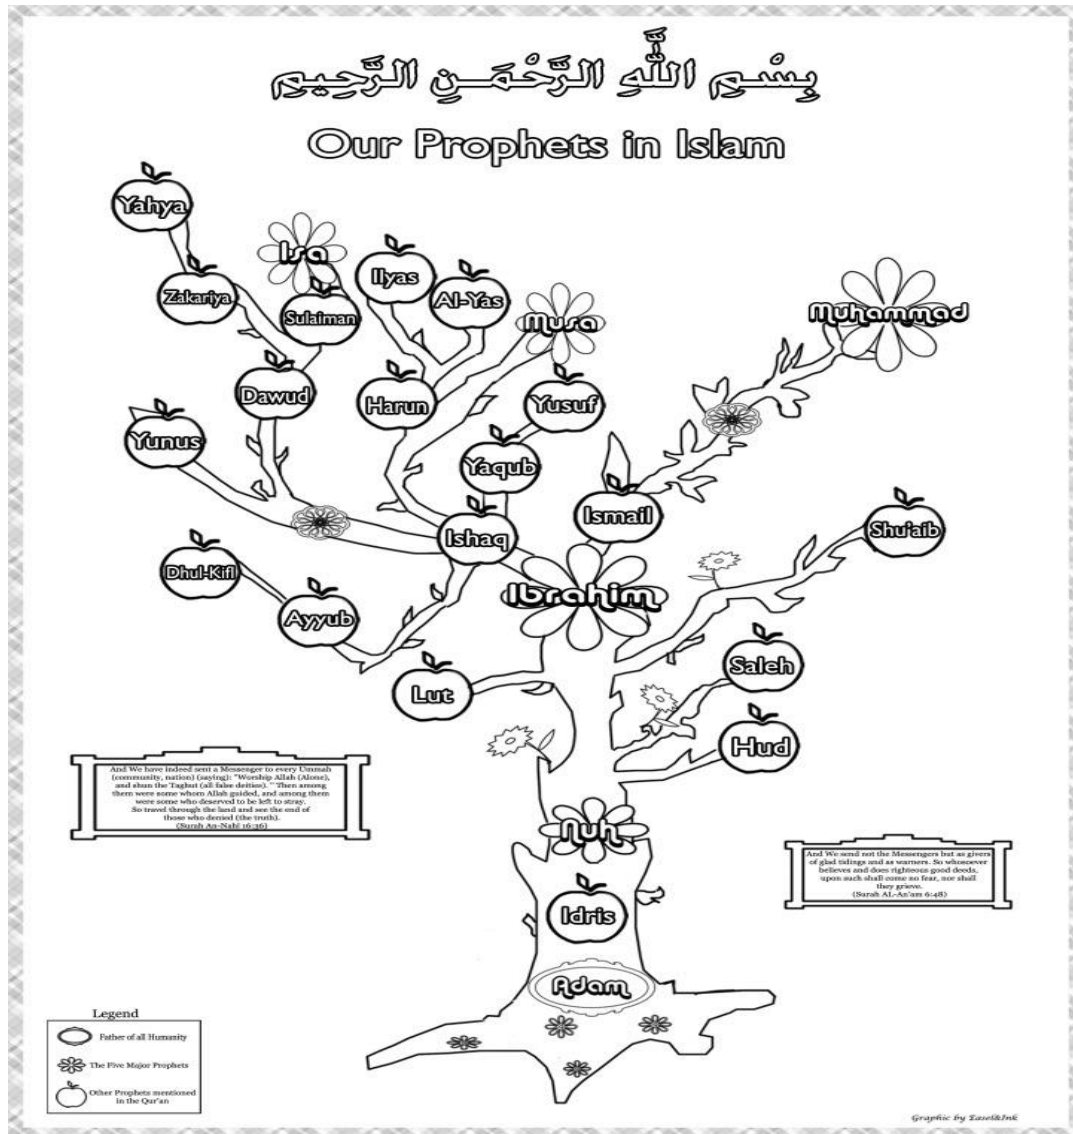 بِسْمِ اللَّهِ الرَّحْمَـنِ الرَّحِيمِ
Our Prophets in Islam
Yahya
Isa
Ilyas
Zakariya
Al-Yas
Sulaiman
Musa
Muhammad
Dawud
Harun
Yusuf
Yunus
Yaqub
Ismail
Ishaq
Shu'aib
Dhul-Kifl
Ibrahim
Ayyub
Saleh
Lut
Hud
And We have indeed sent a Messenger to every Ummah
(community, nation) (saying): "Worship Allah (Alone),
and shun the Taghut (all false deities)." Then among
them were some whom Allah guided, and among them
were some who deserved to be left to stray.
So travel through the land and see the end of
those who denied (the truth).
(Surah An-Nahl 16:36)
Nuh
And We send not the Messengers but as givers
of glad tidings and as warners. So whosoever
believes and does righteous good deeds,
upon such shall come no fear, nor shall
they grieve.
(Surah AL-An'am 6:48)
Idris
Adam
Legend
Father of all Humanity
The Five Major Prophets
Other Prophets mentioned
in the Qur'an
Graphic by Easel&Ink